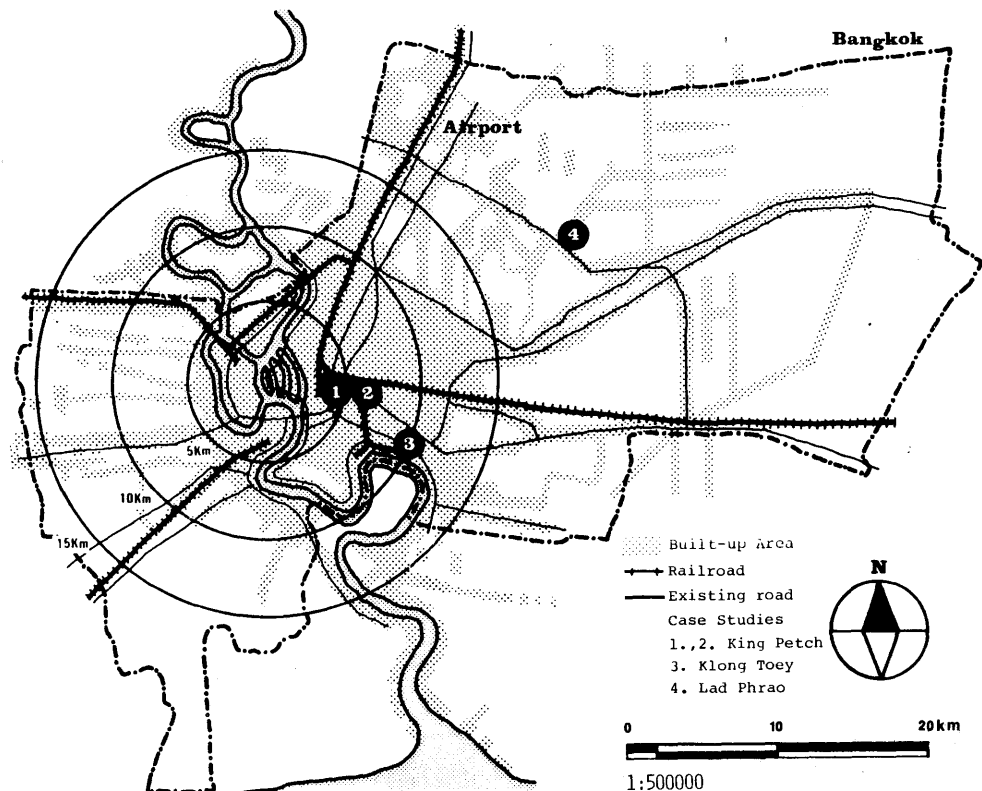 Bangkok
Airport
4
1
2
3
5Km
10Km
15Km
Built-up Area
Railroad
Existing road
Case Studies
1.,2. King Petch
3. Klong Toey
4. Lad Phrao
N
0 10 20km
1:500000